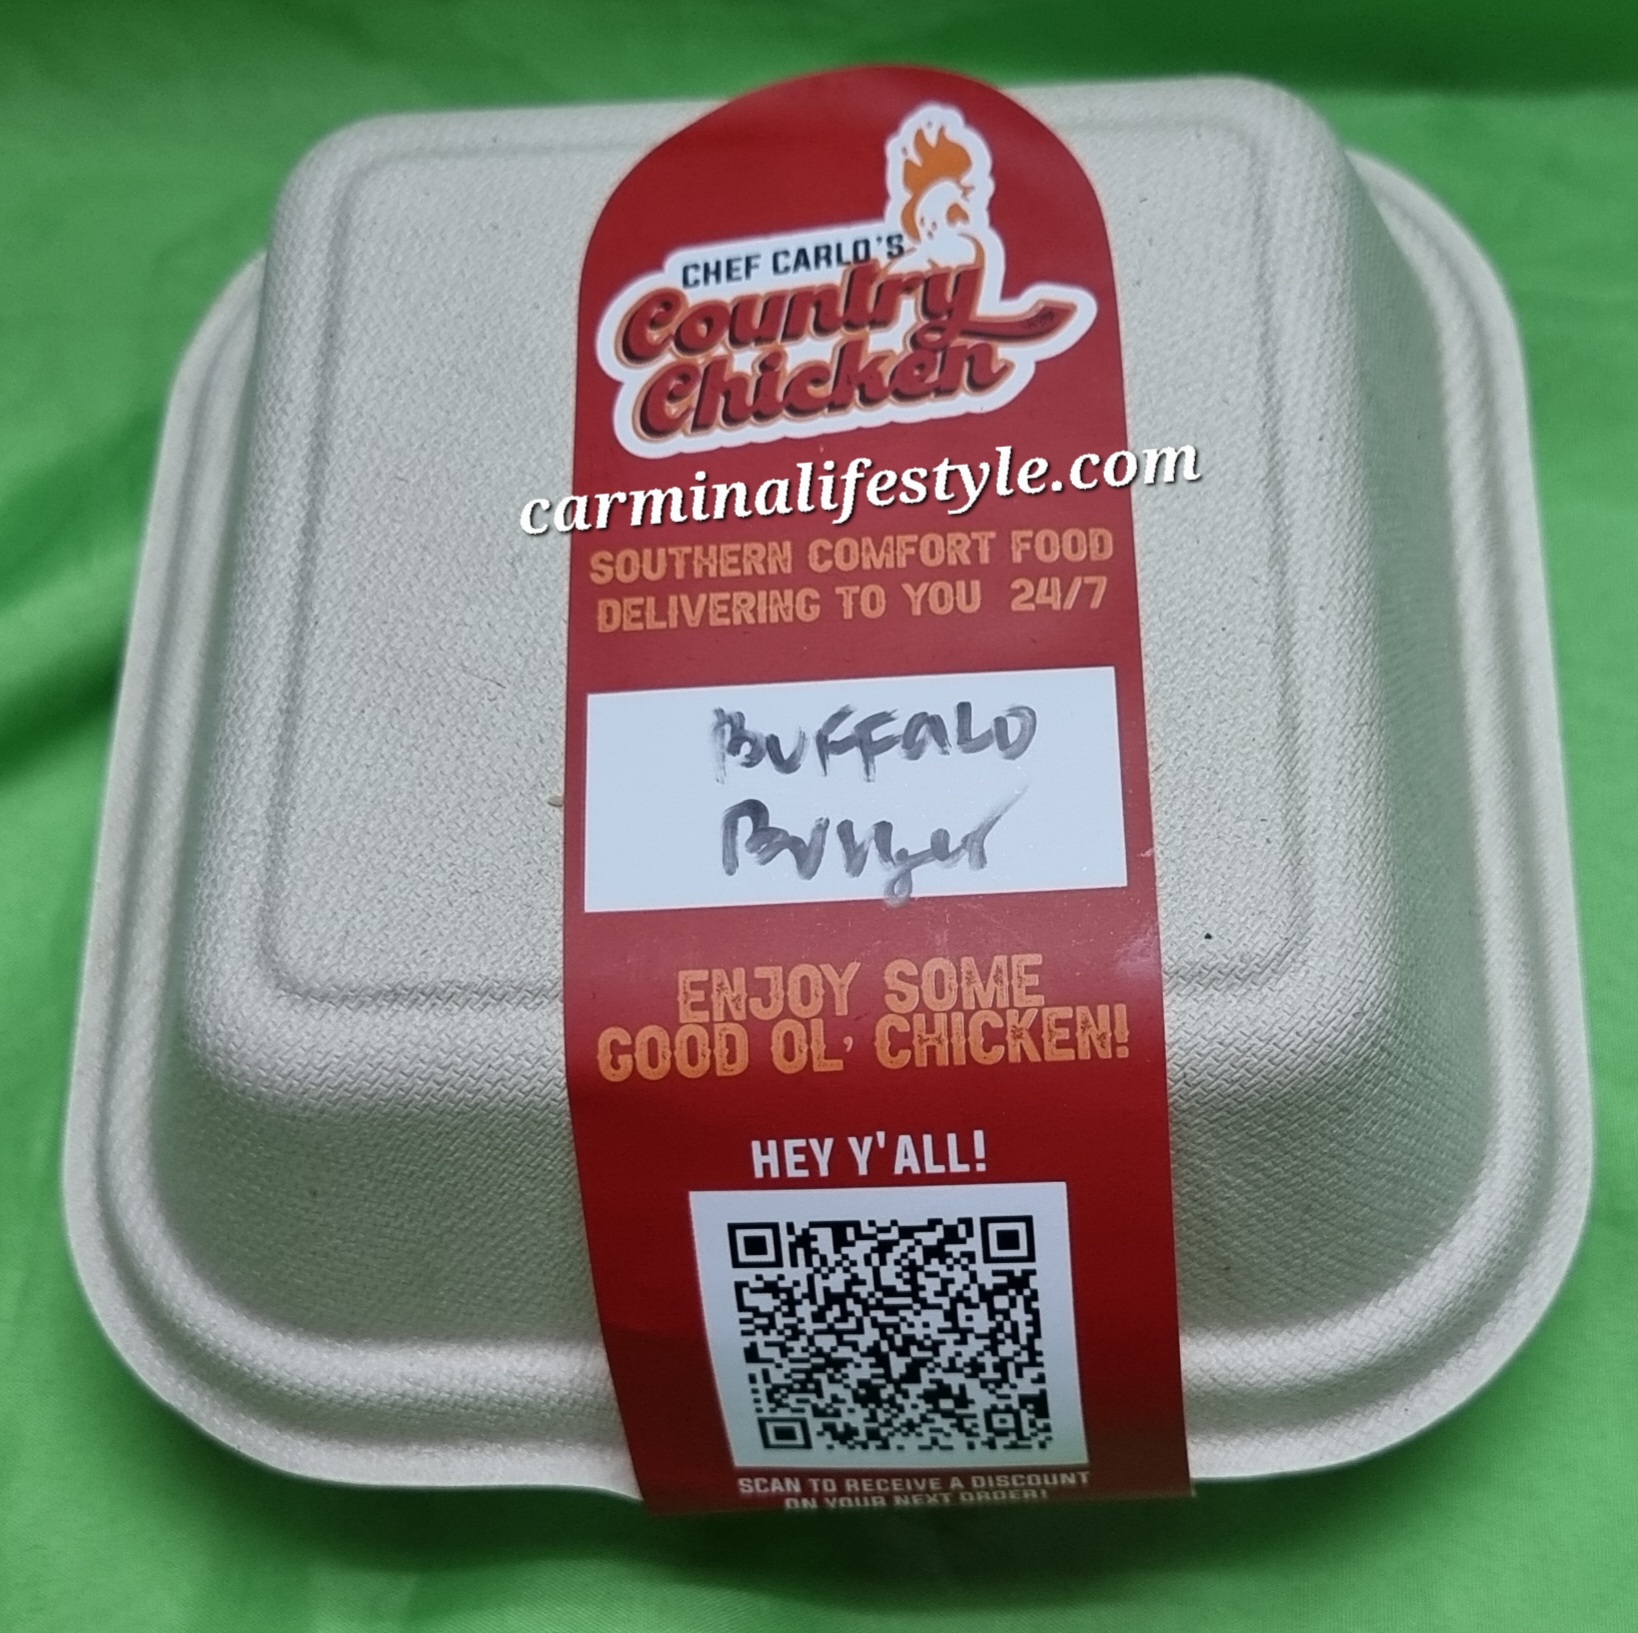 CHEF CARLO'S
Country
Chicken
carminalifestyle.com
SOUTHERN COMFORT FOOD
DELIVERING TO YOU 24/7
BUFFALO
Burger
ENJOY SOME
GOOD OL' CHICKEN!
HEY Y'ALL!
SCAN TO RECEIVE A DISCOUNT
ON YOUR NEXT ORDER!